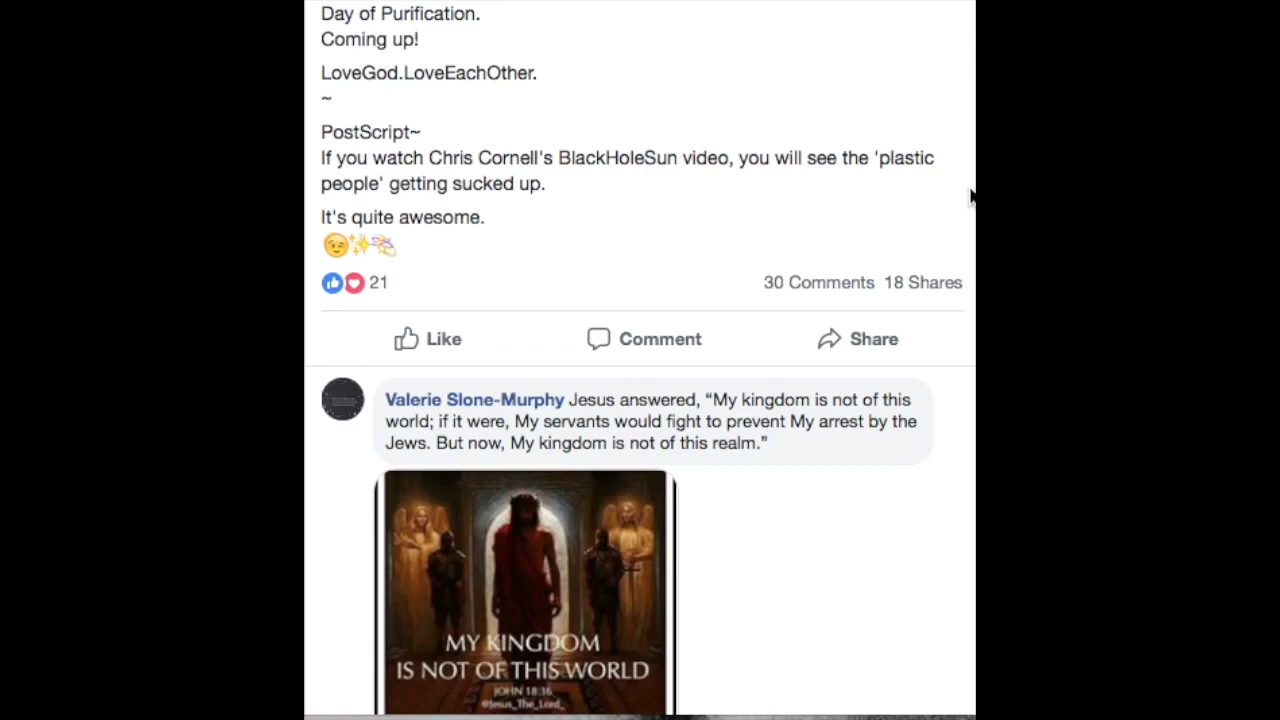 Day of Purification.
Coming up!
LoveGod.LoveEachOther.
~
PostScript~
If you watch Chris Cornell's BlackHoleSun video, you will see the 'plastic
people' getting sucked up.
It's quite awesome.
21
30 Comments 18 Shares
Like
Comment
Share
Valerie Slone-Murphy Jesus answered, “My kingdom is not of this
world; if it were, My servants would fight to prevent My arrest by the
Jews. But now, My kingdom is not of this realm.”
MY KINGDOM
IS NOT OF THIS WORLD
JOHN 18:36
@Jesus_The_Lord_